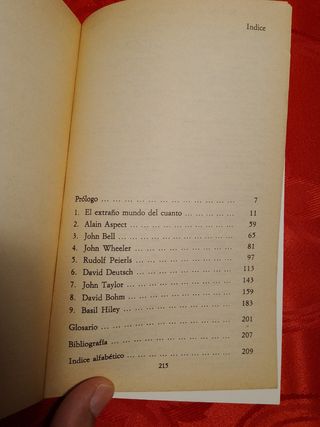 Indice
Prólogo ... ... ... ... ... ... ... ... ... ... 7
1. El extraño mundo del cuanto ... ... ... ... ... 11
2. Alain Aspect ... ... ... ... ... ... ... ... ... 59
3. John Bell ... ... ... ... ... ... ... ... ... ... 65
4. John Wheeler ... ... ... ... ... ... ... ... ... 81
5. Rudolf Peierls ... ... ... ... ... ... ... ... ... 97
6. David Deutsch ... ... ... ... ... ... ... ... ... 113
7. John Taylor ... ... ... ... ... ... ... ... ... 143
8. David Bohm ... ... ... ... ... ... ... ... ... 159
9. Basil Hiley ... ... ... ... ... ... ... ... ... 183
Glosario ... ... ... ... ... ... ... ... ... ... 201
Bibliografía ... ... ... ... ... ... ... ... ... 207
Indice alfabético ... ... ... ... ... ... ... ... 209
215